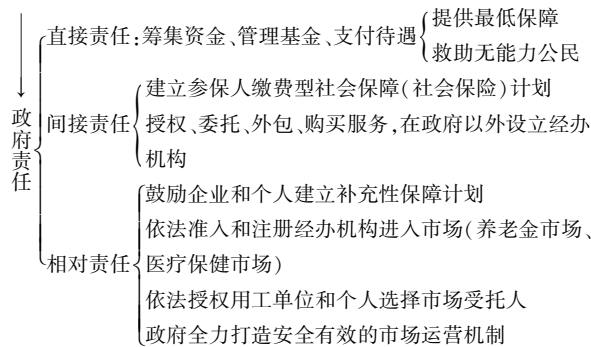 政府责任
直接责任:筹集资金、管理基金、支付待遇
提供最低保障
救助无能力公民
间接责任
建立参保人缴费型社会保障(社会保险)计划
授权、委托、外包、购买服务,在政府以外设立经办
机构
相对责任
鼓励企业和个人建立补充性保障计划
依法准入和注册经办机构进入市场(养老金市场、
医疗保健市场)
依法授权用工单位和个人选择市场受托人
政府全力打造安全有效的市场运营机制